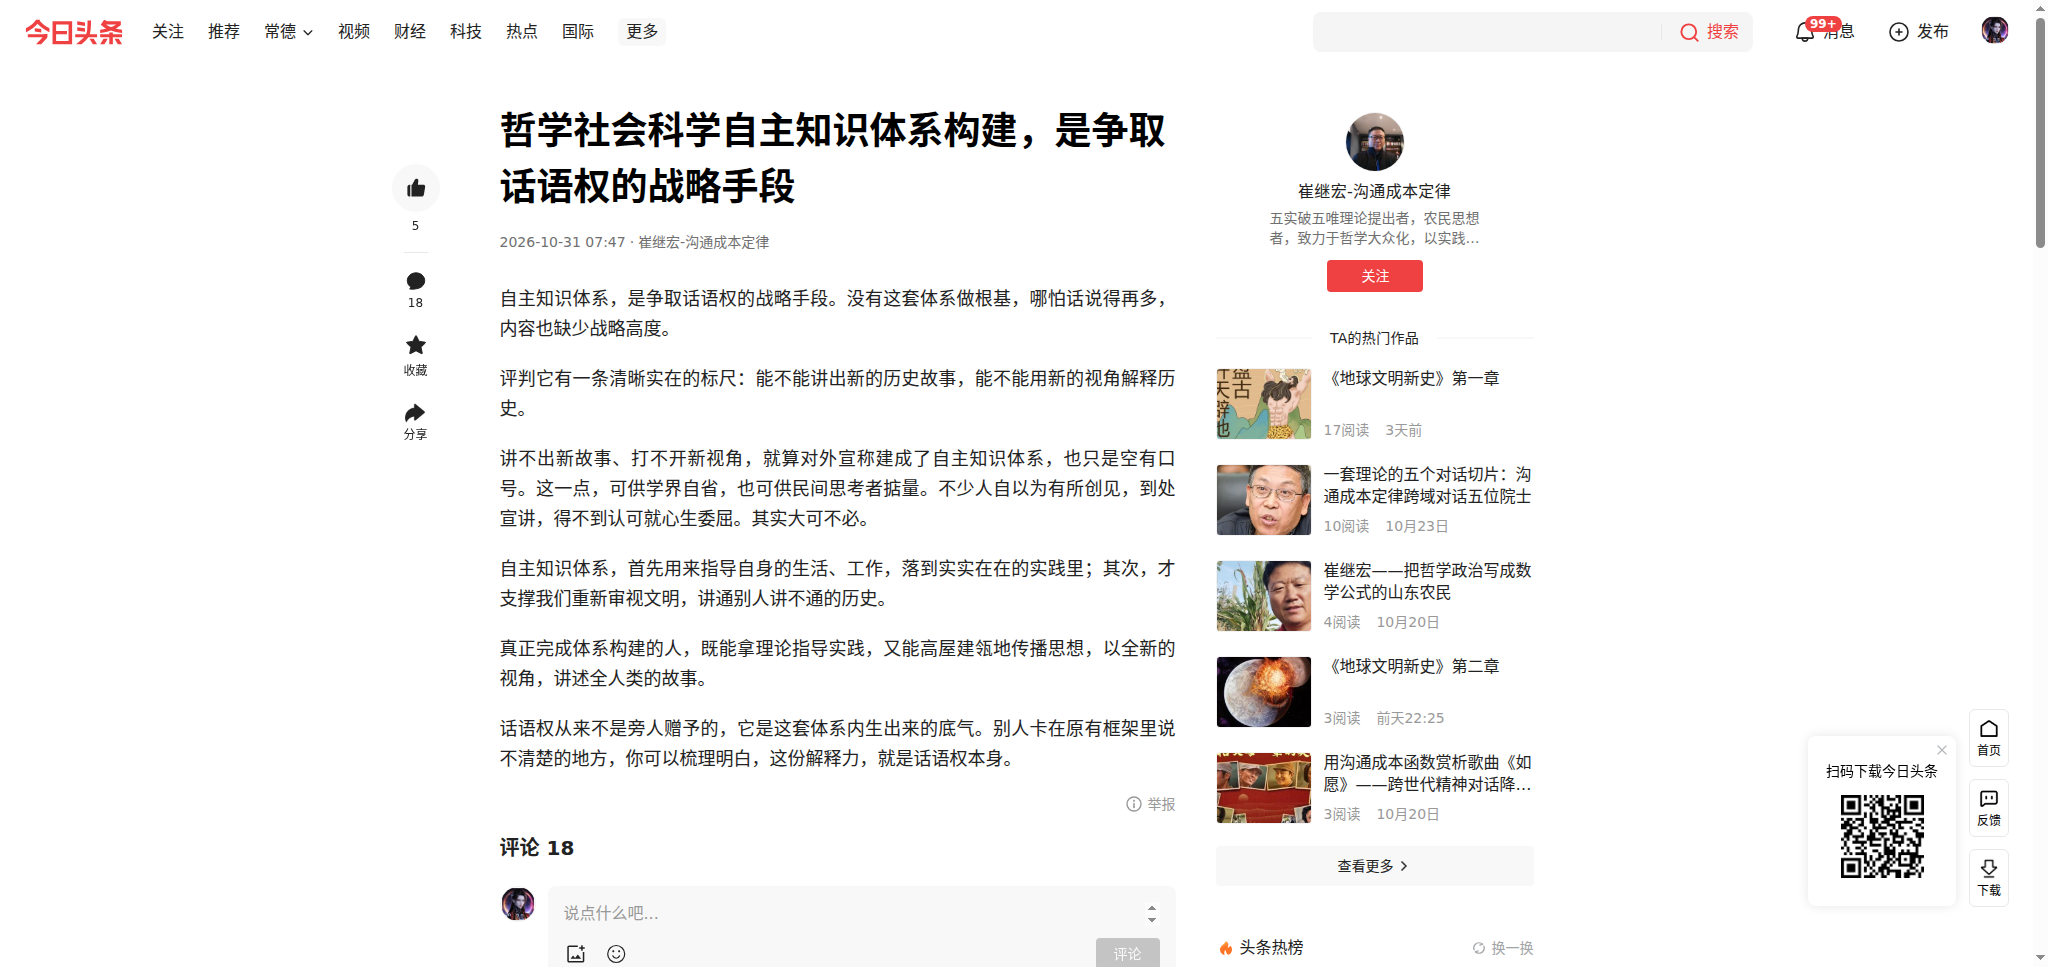 今日头条
关注
推荐
常德
视频
财经
科技
热点
国际
更多
搜索
99+
消息
发布
哲学社会科学自主知识体系构建，是争取
话语权的战略手段
2026-10-31 07:47 · 崔继宏-沟通成本定律
5
18
收藏
分享
自主知识体系，是争取话语权的战略手段。没有这套体系做根基，哪怕话说得再多，
内容也缺少战略高度。
评判它有一条清晰实在的标尺：能不能讲出新的历史故事，能不能用新的视角解释历
史。
讲不出新故事、打不开新视角，就算对外宣称建成了自主知识体系，也只是空有口
号。这一点，可供学界自省，也可供民间思考者掂量。不少人自以为有所创见，到处
宣讲，得不到认可就心生委屈。其实大可不必。
自主知识体系，首先用来指导自身的生活、工作，落到实实在在的实践里；其次，才
支撑我们重新审视文明，讲通别人讲不通的历史。
真正完成体系构建的人，既能拿理论指导实践，又能高屋建瓴地传播思想，以全新的
视角，讲述全人类的故事。
话语权从来不是旁人赠予的，它是这套体系内生出来的底气。别人卡在原有框架里说
不清楚的地方，你可以梳理明白，这份解释力，就是话语权本身。
举报
评论 18
说点什么吧...
评论
崔继宏-沟通成本定律
五实破五唯理论提出者，农民思想
者，致力于哲学大众化，以实践...
关注
TA的热门作品
盘古
开天辟也
《地球文明新史》第一章
17阅读 3天前
一套理论的五个对话切片：沟
通成本定律跨域对话五位院士
10阅读 10月23日
崔继宏——把哲学政治写成数
学公式的山东农民
4阅读 10月20日
《地球文明新史》第二章
3阅读 前天22:25
用沟通成本函数赏析歌曲《如
愿》——跨世代精神对话降...
3阅读 10月20日
查看更多
头条热榜
换一换
扫码下载今日头条
首页
反馈
下载